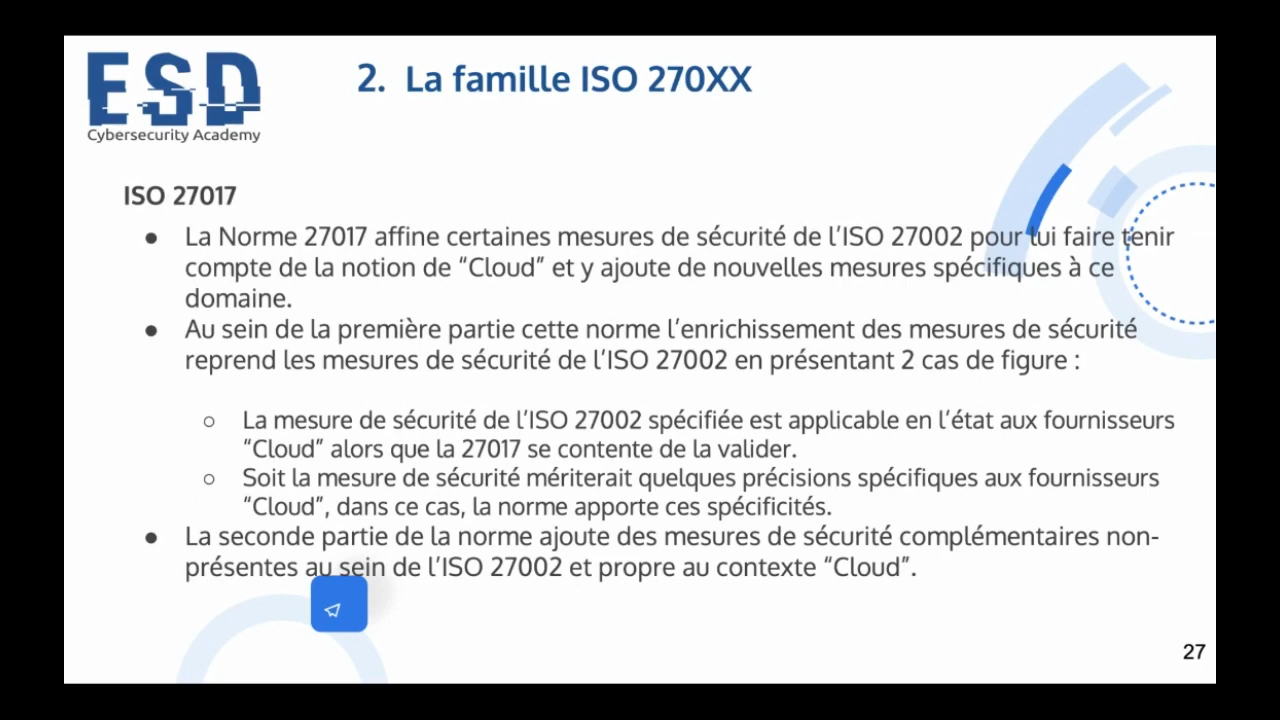 ESD
Cybersecurity Academy
2. La famille ISO 270XX
ISO 27017
● La Norme 27017 affine certaines mesures de sécurité de l’ISO 27002 pour lui faire tenir
compte de la notion de “Cloud” et y ajoute de nouvelles mesures spécifiques à ce
domaine.
● Au sein de la première partie cette norme l’enrichissement des mesures de sécurité
reprend les mesures de sécurité de l’ISO 27002 en présentant 2 cas de figure :
○ La mesure de sécurité de l’ISO 27002 spécifiée est applicable en l’état aux fournisseurs
“Cloud” alors que la 27017 se contente de la valider.
○ Soit la mesure de sécurité mériterait quelques précisions spécifiques aux fournisseurs
“Cloud”, dans ce cas, la norme apporte ces spécificités.
● La seconde partie de la norme ajoute des mesures de sécurité complémentaires non-
présentes au sein de l’ISO 27002 et propre au contexte “Cloud”.
27